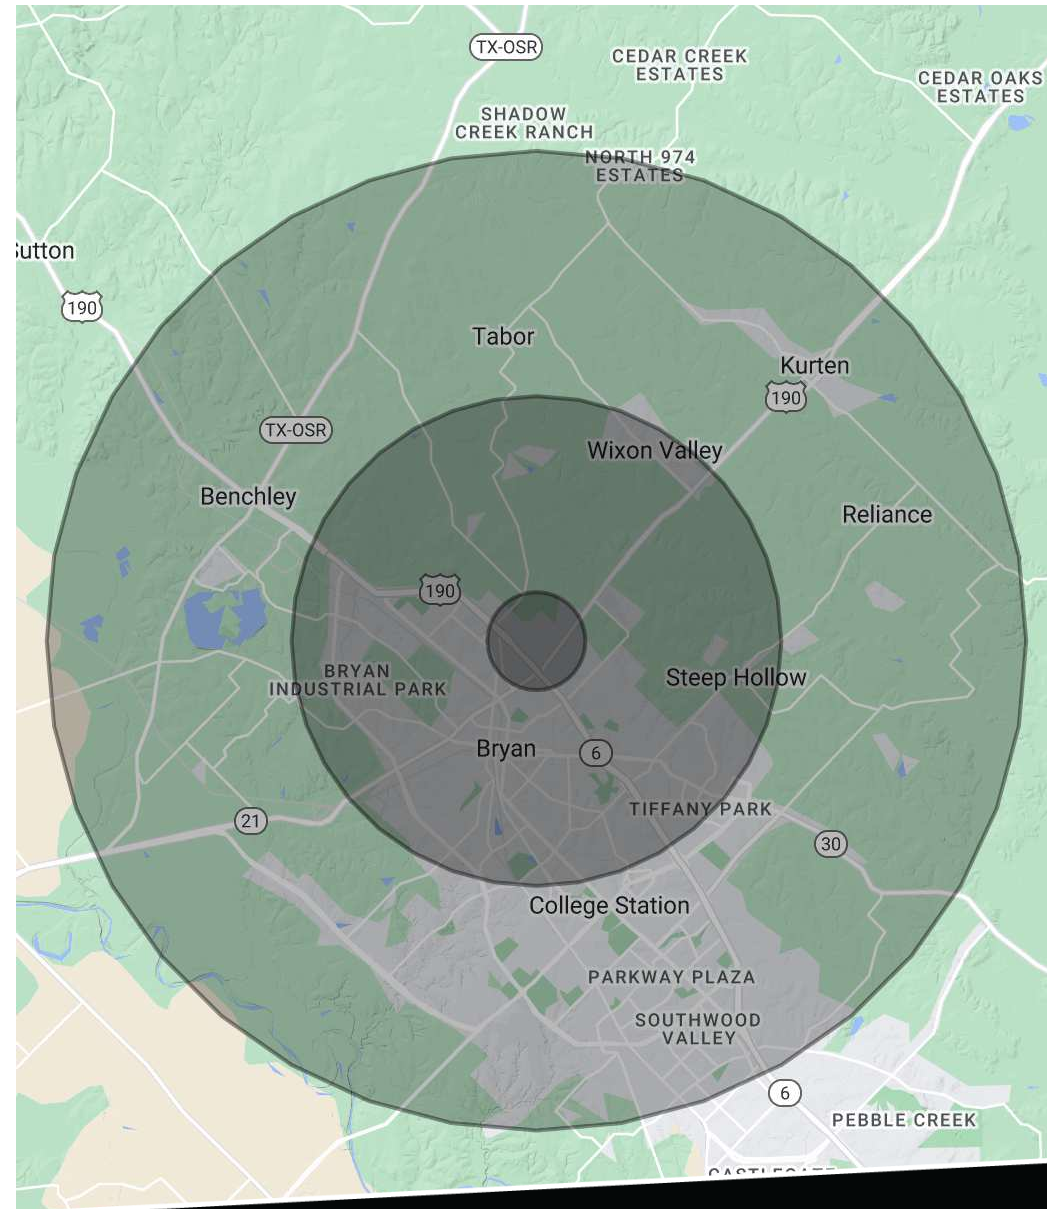 TX-OSR
CEDAR CREEK
ESTATES
CEDAR OAKS
ESTATES
SHADOW
CREEK RANCH
NORTH 974
ESTATES
Sutton
190
Tabor
Kurten
190
TX-OSR
Wixon Valley
Benchley
Reliance
190
BRYAN
INDUSTRIAL PARK
Steep Hollow
Bryan
6
TIFFANY PARK
21
30
College Station
PARKWAY PLAZA
SOUTHWOOD
VALLEY
6
PEBBLE CREEK
CASTLEGATE